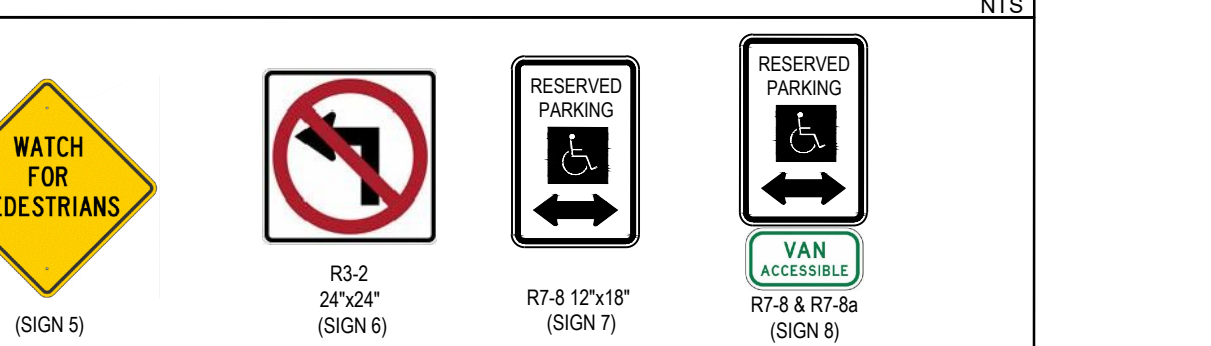 NTS
WATCH
FOR
EDESTRIANS
(SIGN 5)
R3-2
24"x24"
(SIGN 6)
RESERVED
PARKING
R7-8 12"x18"
(SIGN 7)
RESERVED
PARKING
VAN
ACCESSIBLE
R7-8 & R7-8a
(SIGN 8)